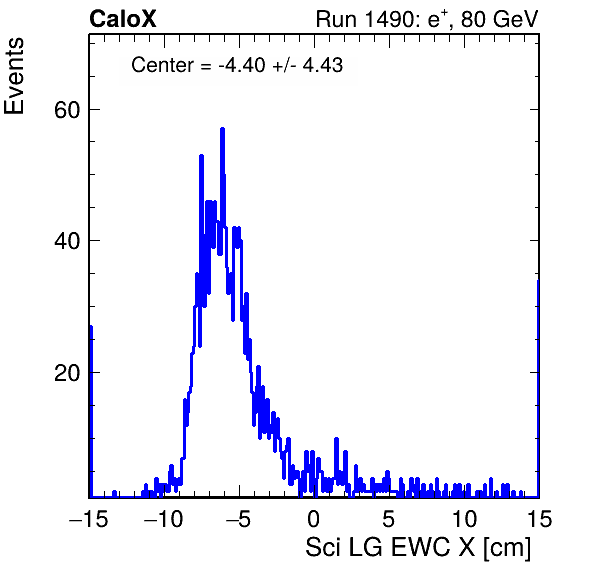 CaloX
Run 1490: e+, 80 GeV
Center = -4.40 +/- 4.43
Events
60
40
20
−15 −10 −5 0 5 10 15
Sci LG EWC X [cm]